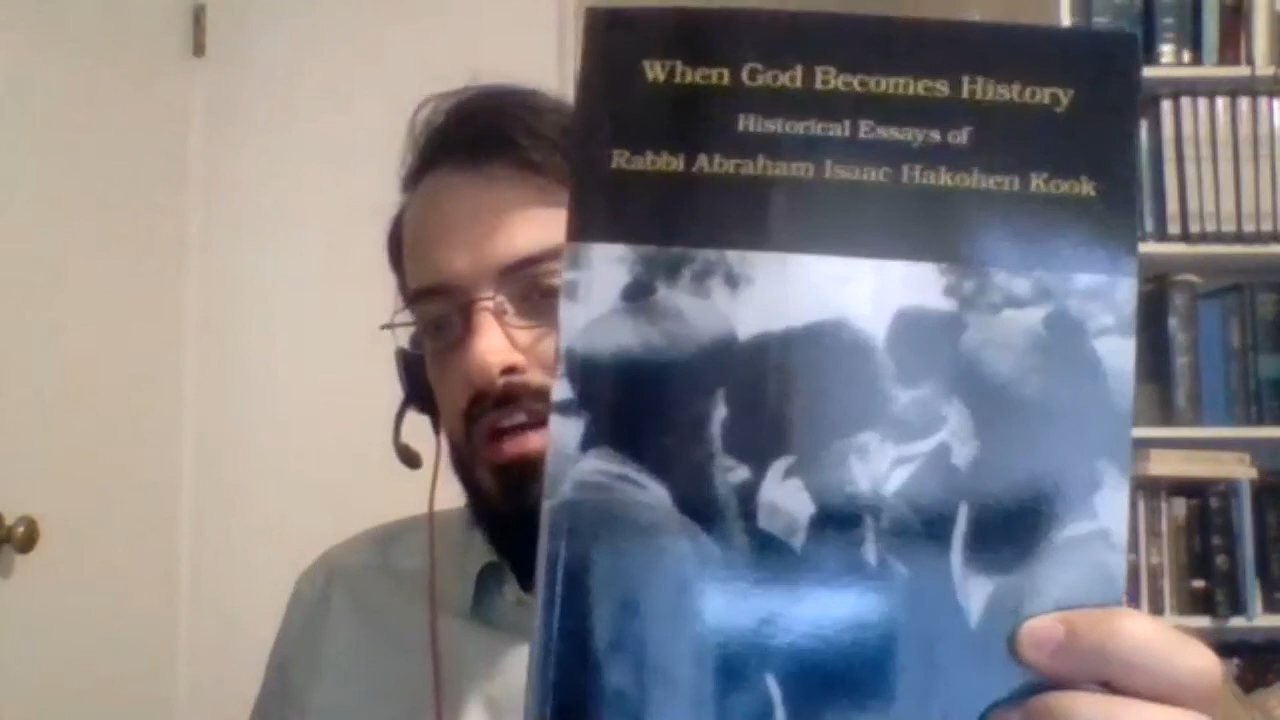 When God Becomes History
Historical Essays of
Rabbi Abraham Isaac Hakohen Kook